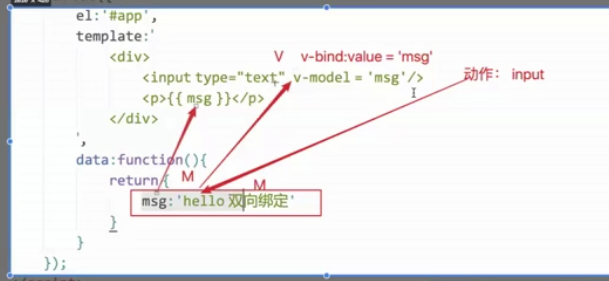 el:'#app',
template:`
<div> V v-bind:value = 'msg'
<input type="text" v-model = 'msg'/> 动作：input
<p>{{ msg }}</p>
</div>
`,
data:function(){
return{ M M
msg:'hello 双向绑定'
}
}
});